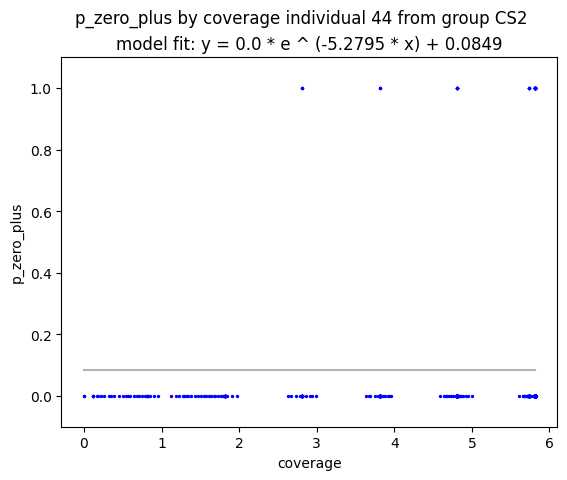 p_zero_plus by coverage individual 44 from group CS2
model fit: y = 0.0 * e ^ (-5.2795 * x) + 0.0849
1.0
0.8
0.6
0.4
0.2
0.0
p_zero_plus
0 1 2 3 4 5 6
coverage